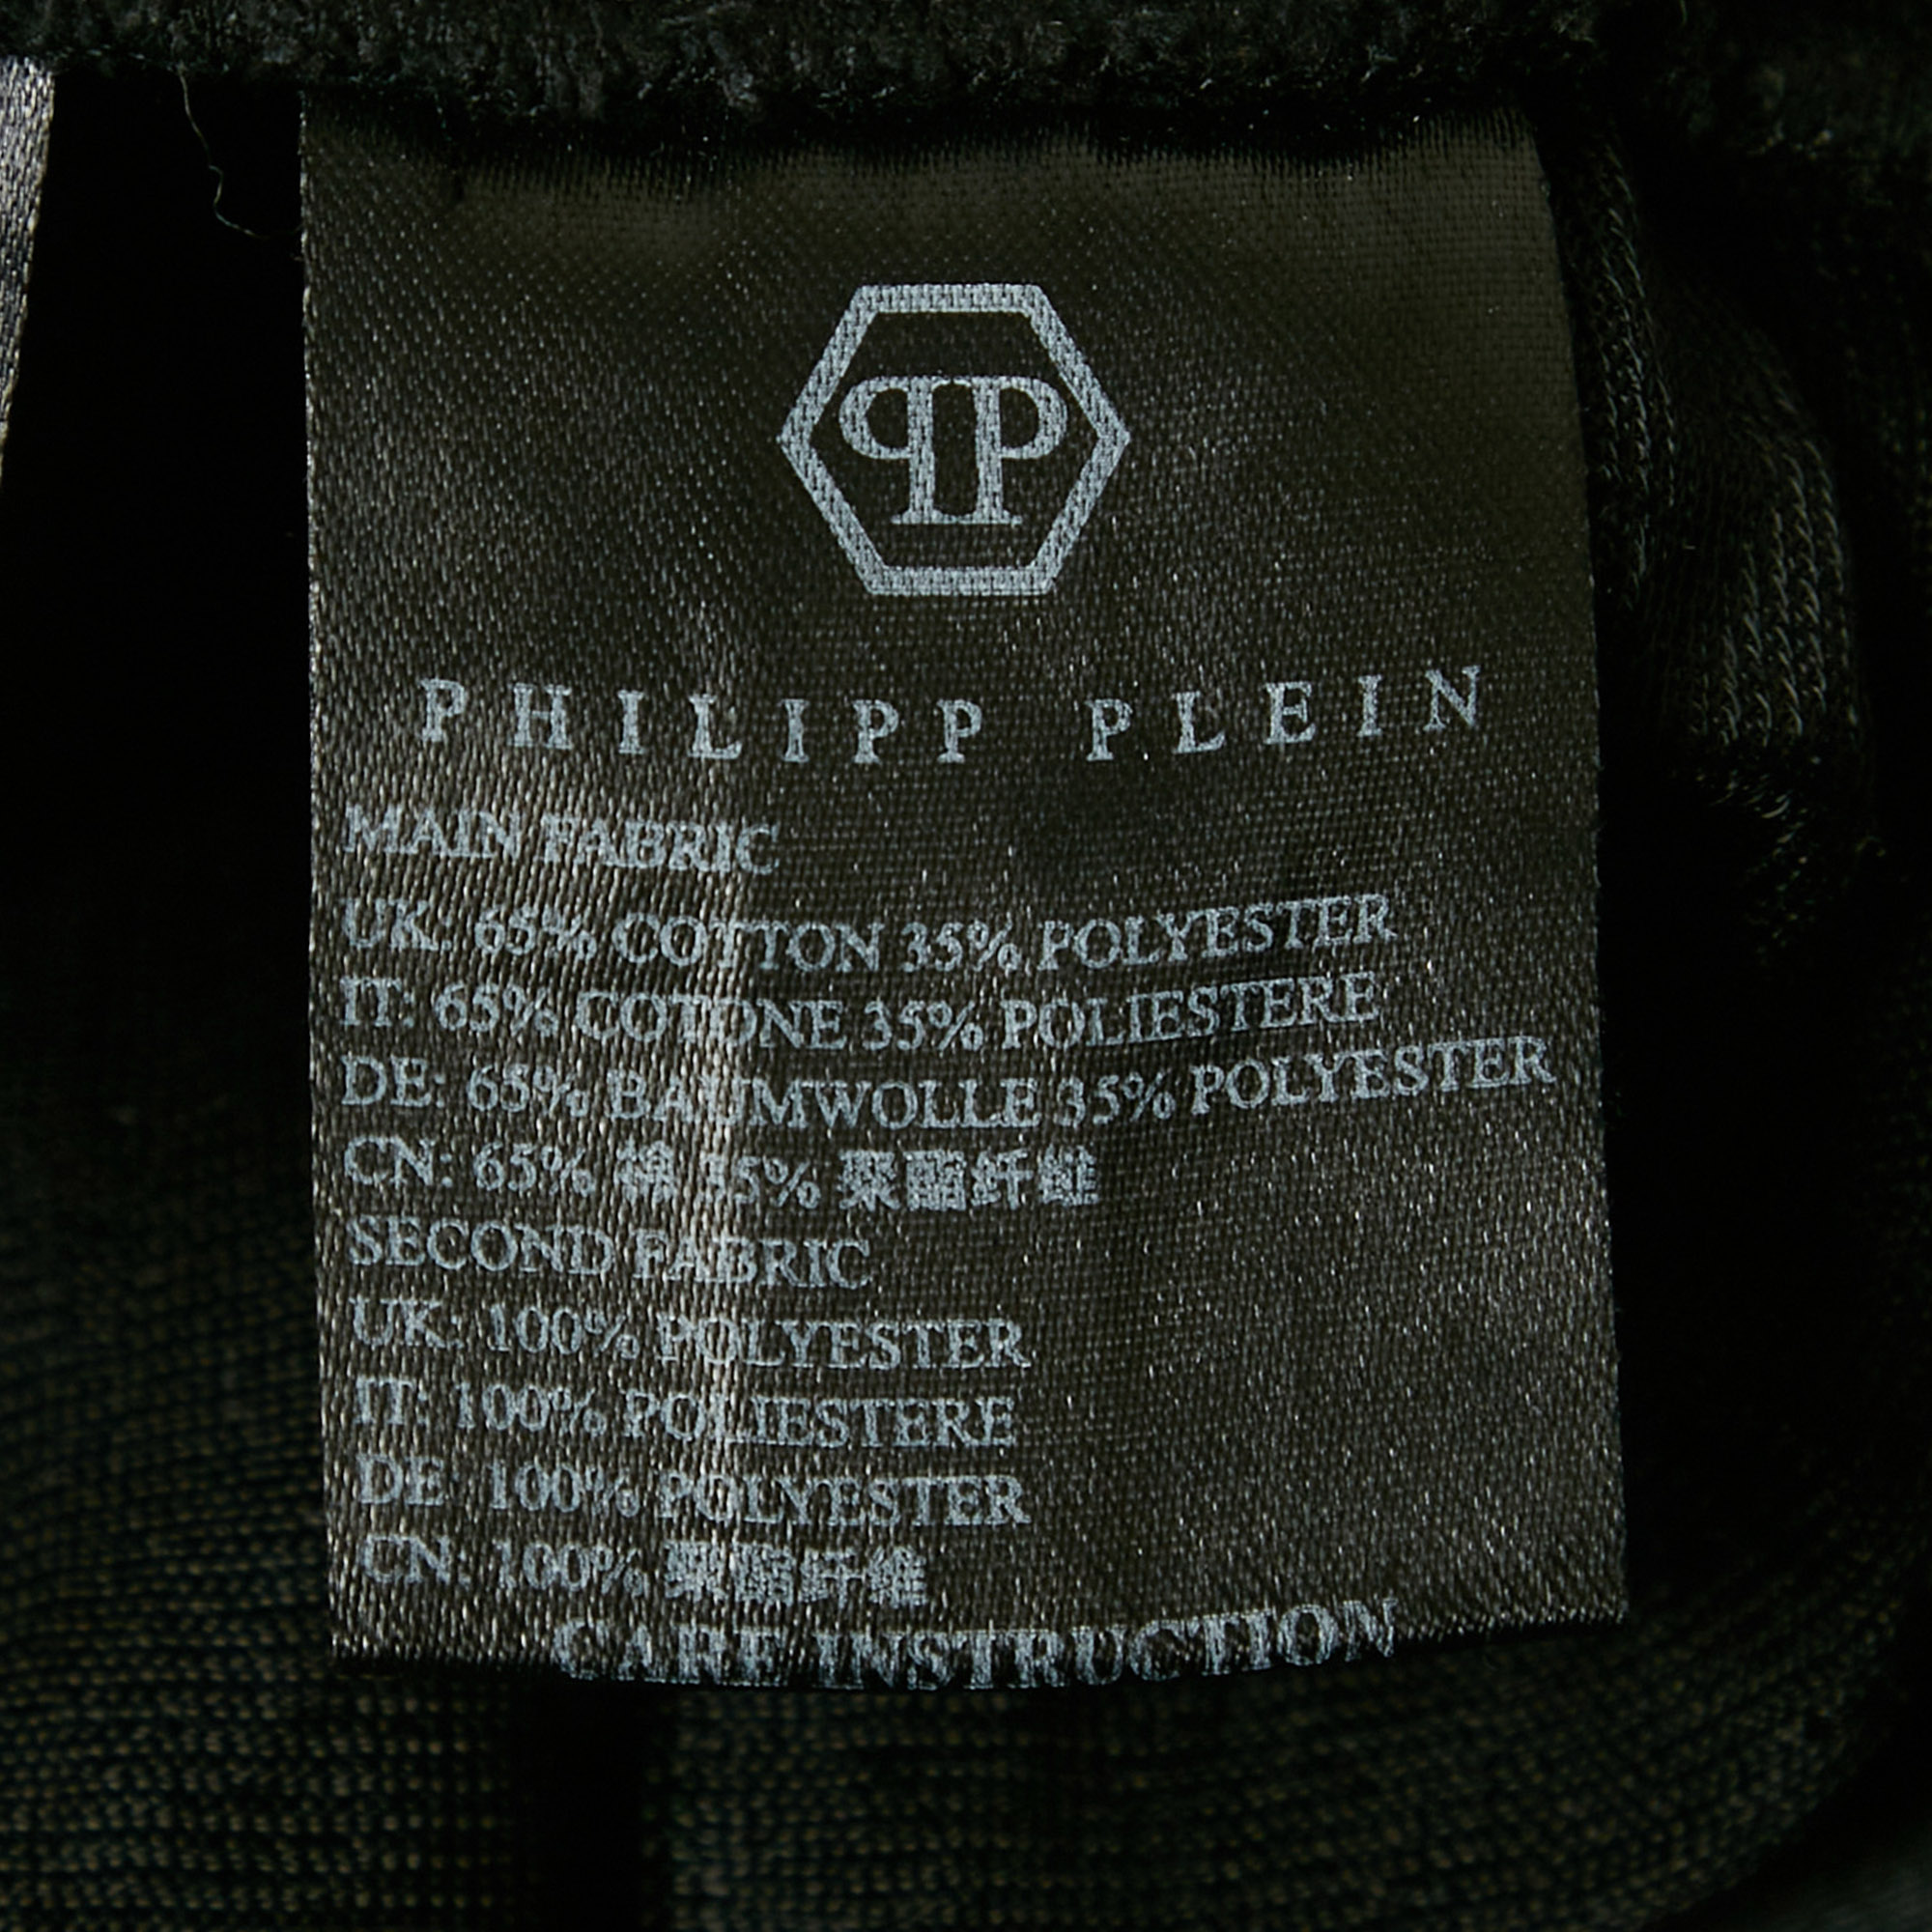 PP
PHILIPP PLEIN
MAIN FABRIC
UK: 65% COTTON 35% POLYESTER
IT: 65% COTONE 35% POLIESTERE
DE: 65% BAUMWOLLE 35% POLYESTER
CN: 65% 棉 35% 聚酯纤维
SECOND FABRIC
UK: 100% POLYESTER
IT: 100% POLIESTERE
DE: 100% POLYESTER
CN: 100% 聚酯纤维
CARE INSTRUCTION